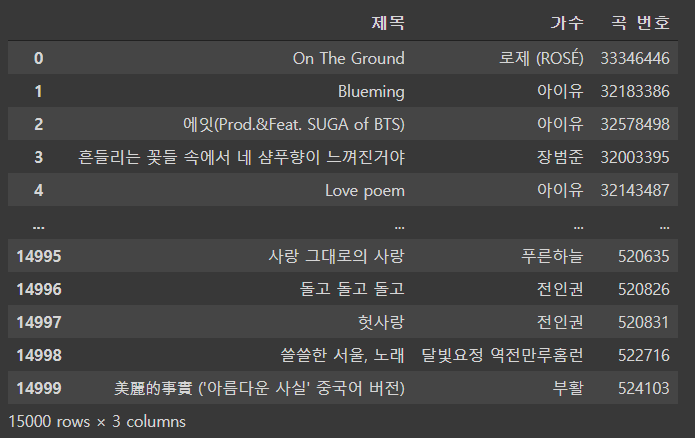 제목 가수 곡 번호
0 On The Ground 로제 (ROSÉ) 33346446
1 Blueming 아이유 32183386
2 에잇(Prod.&Feat. SUGA of BTS) 아이유 32578498
3 흔들리는 꽃들 속에서 네 샴푸향이 느껴진거야 장범준 32003395
4 Love poem 아이유 32143487
... ... ... ...
14995 사랑 그대로의 사랑 푸른하늘 520635
14996 돌고 돌고 돌고 전인권 520826
14997 헛사랑 전인권 520831
14998 쓸쓸한 서울, 노래 달빛요정 역전만루홈런 522716
14999 美麗的事實 ('아름다운 사실' 중국어 버전) 부활 524103
15000 rows × 3 columns